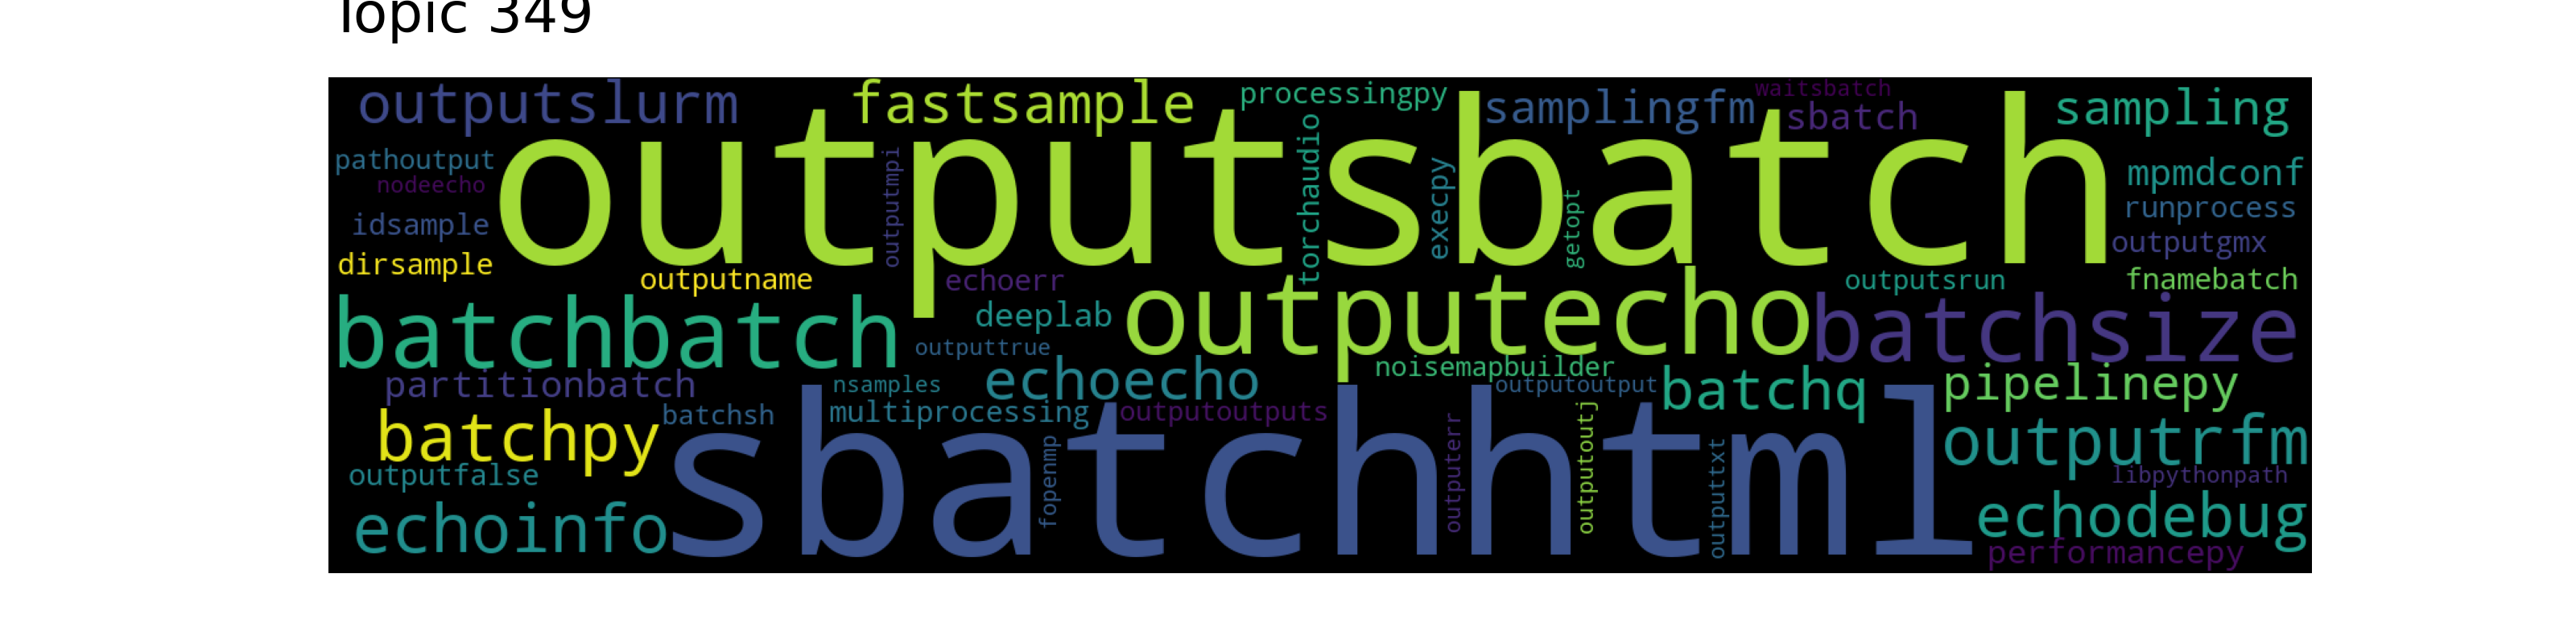 Topic 349
outputslurm fastsample processingpy samplingfm waitsbatch sbatch sampling
outputsbatch
pathoutput nodeecho outputmpi torchaudio execpy getopt mpmdconf
idsample runprocess
dirsample outputname echoerr outputsrun outputgmx fnamebatch
batchbatch deeplab outputecho batchsize
outputtrue noisemapbuilder
partitionbatch nsamples echoecho outputoutput batchq pipelinepy
batchpy batchsh multiprocessing outputoutputs outputrfm
sbatchhtml
outputfalse fopenmp outputerr outputoutj outputtxt libpythonpath
echoinfo echodebug
performancepy